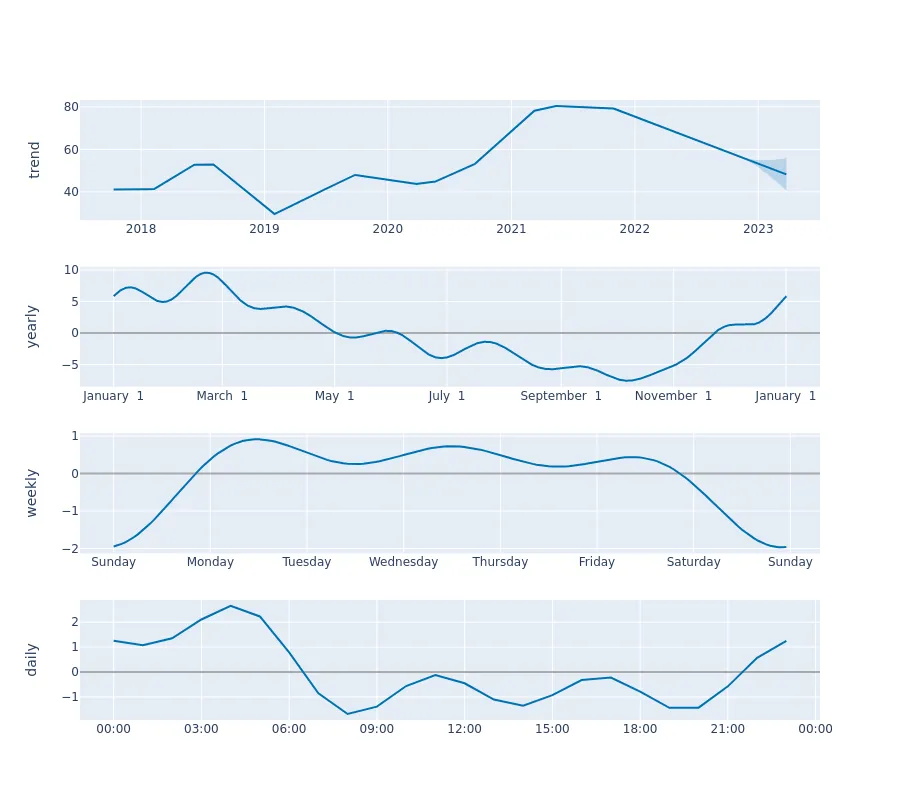 trend
80
60
40
2018 2019 2020 2021 2022 2023
yearly
10
5
0
−5
January 1 March 1 May 1 July 1 September 1 November 1 January 1
weekly
1
0
−1
−2
Sunday Monday Tuesday Wednesday Thursday Friday Saturday Sunday
daily
2
1
0
−1
00:00 03:00 06:00 09:00 12:00 15:00 18:00 21:00 00:00